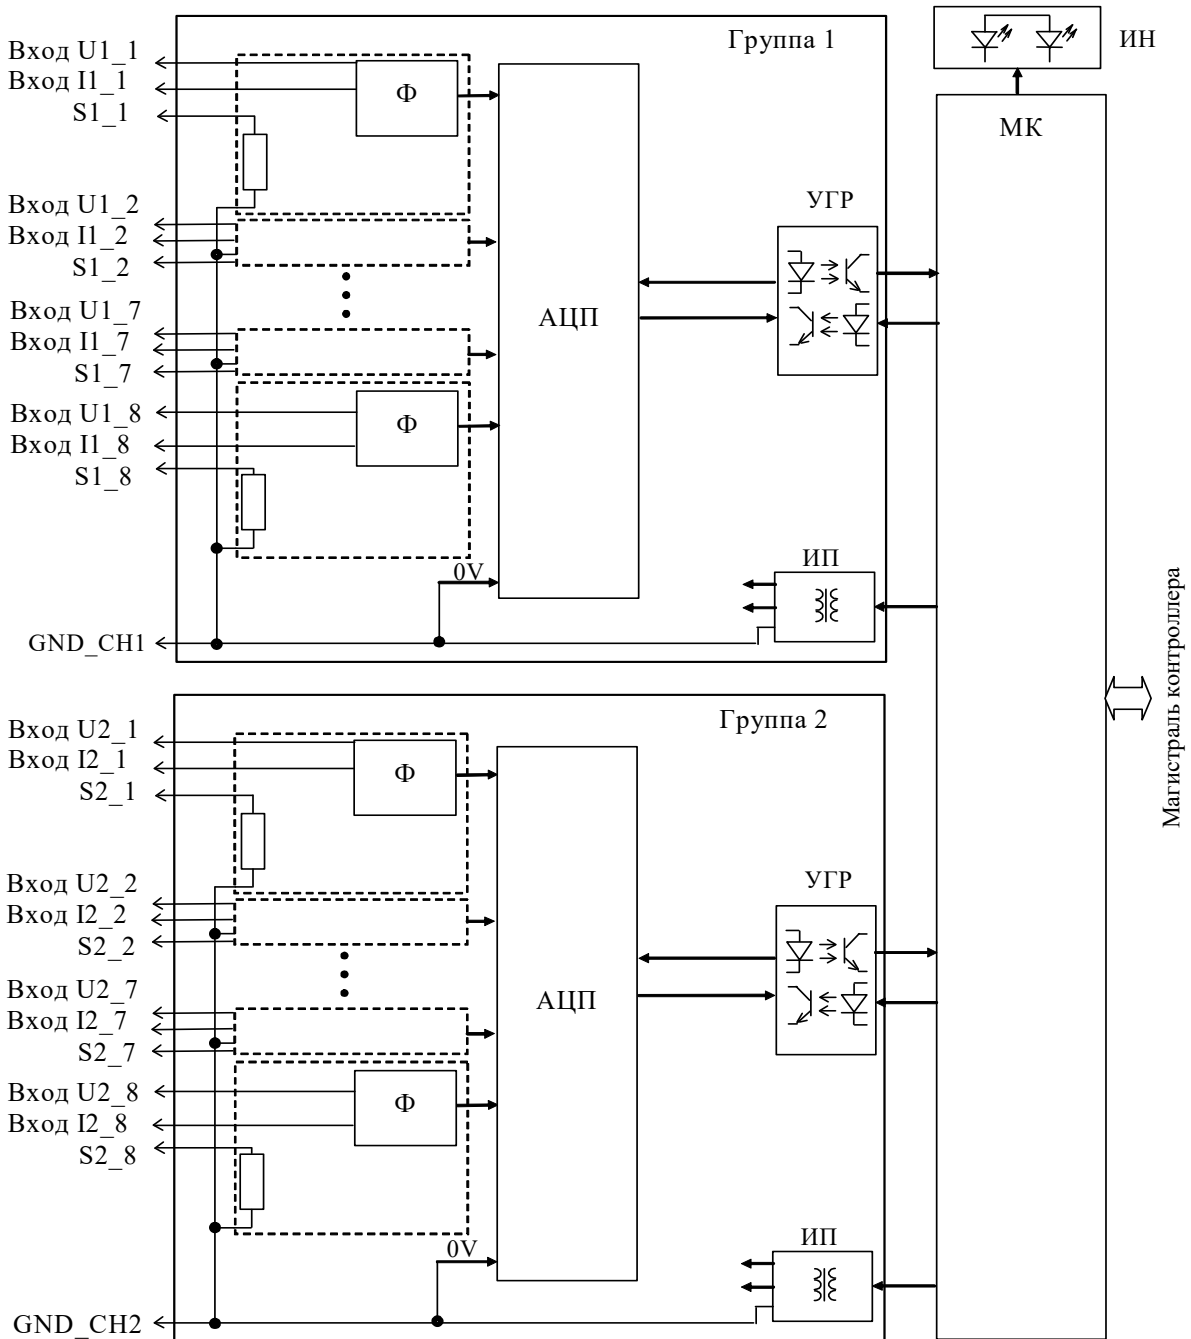 Группа 1
ИН
Вход U1_1
Вход I1_1
S1_1
Ф
МК
Вход U1_2
Вход I1_2
S1_2
УГР
Вход U1_7
Вход I1_7
S1_7
АЦП
Вход U1_8
Вход I1_8
S1_8
Ф
0V
ИП
GND_CH1
Магистраль контроллера
Группа 2
Вход U2_1
Вход I2_1
S2_1
Ф
Вход U2_2
Вход I2_2
S2_2
УГР
Вход U2_7
Вход I2_7
S2_7
АЦП
Вход U2_8
Вход I2_8
S2_8
Ф
0V
ИП
GND_CH2